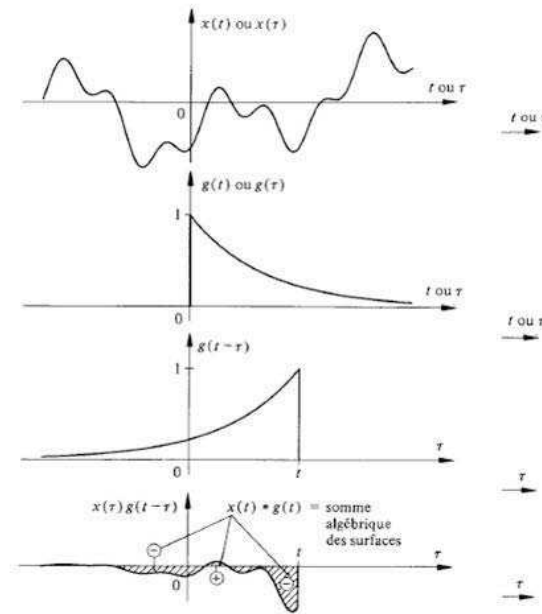 x(t) ou x(τ)
t ou τ
0
t ou τ
g(t) ou g(τ)
1
t ou τ
0
t ou τ
g(t−τ)
1
τ
0
t
τ
x(τ)g(t−τ)
x(t) * g(t) = somme
algébrique
des surfaces
−
t
τ
0
+
−
τ